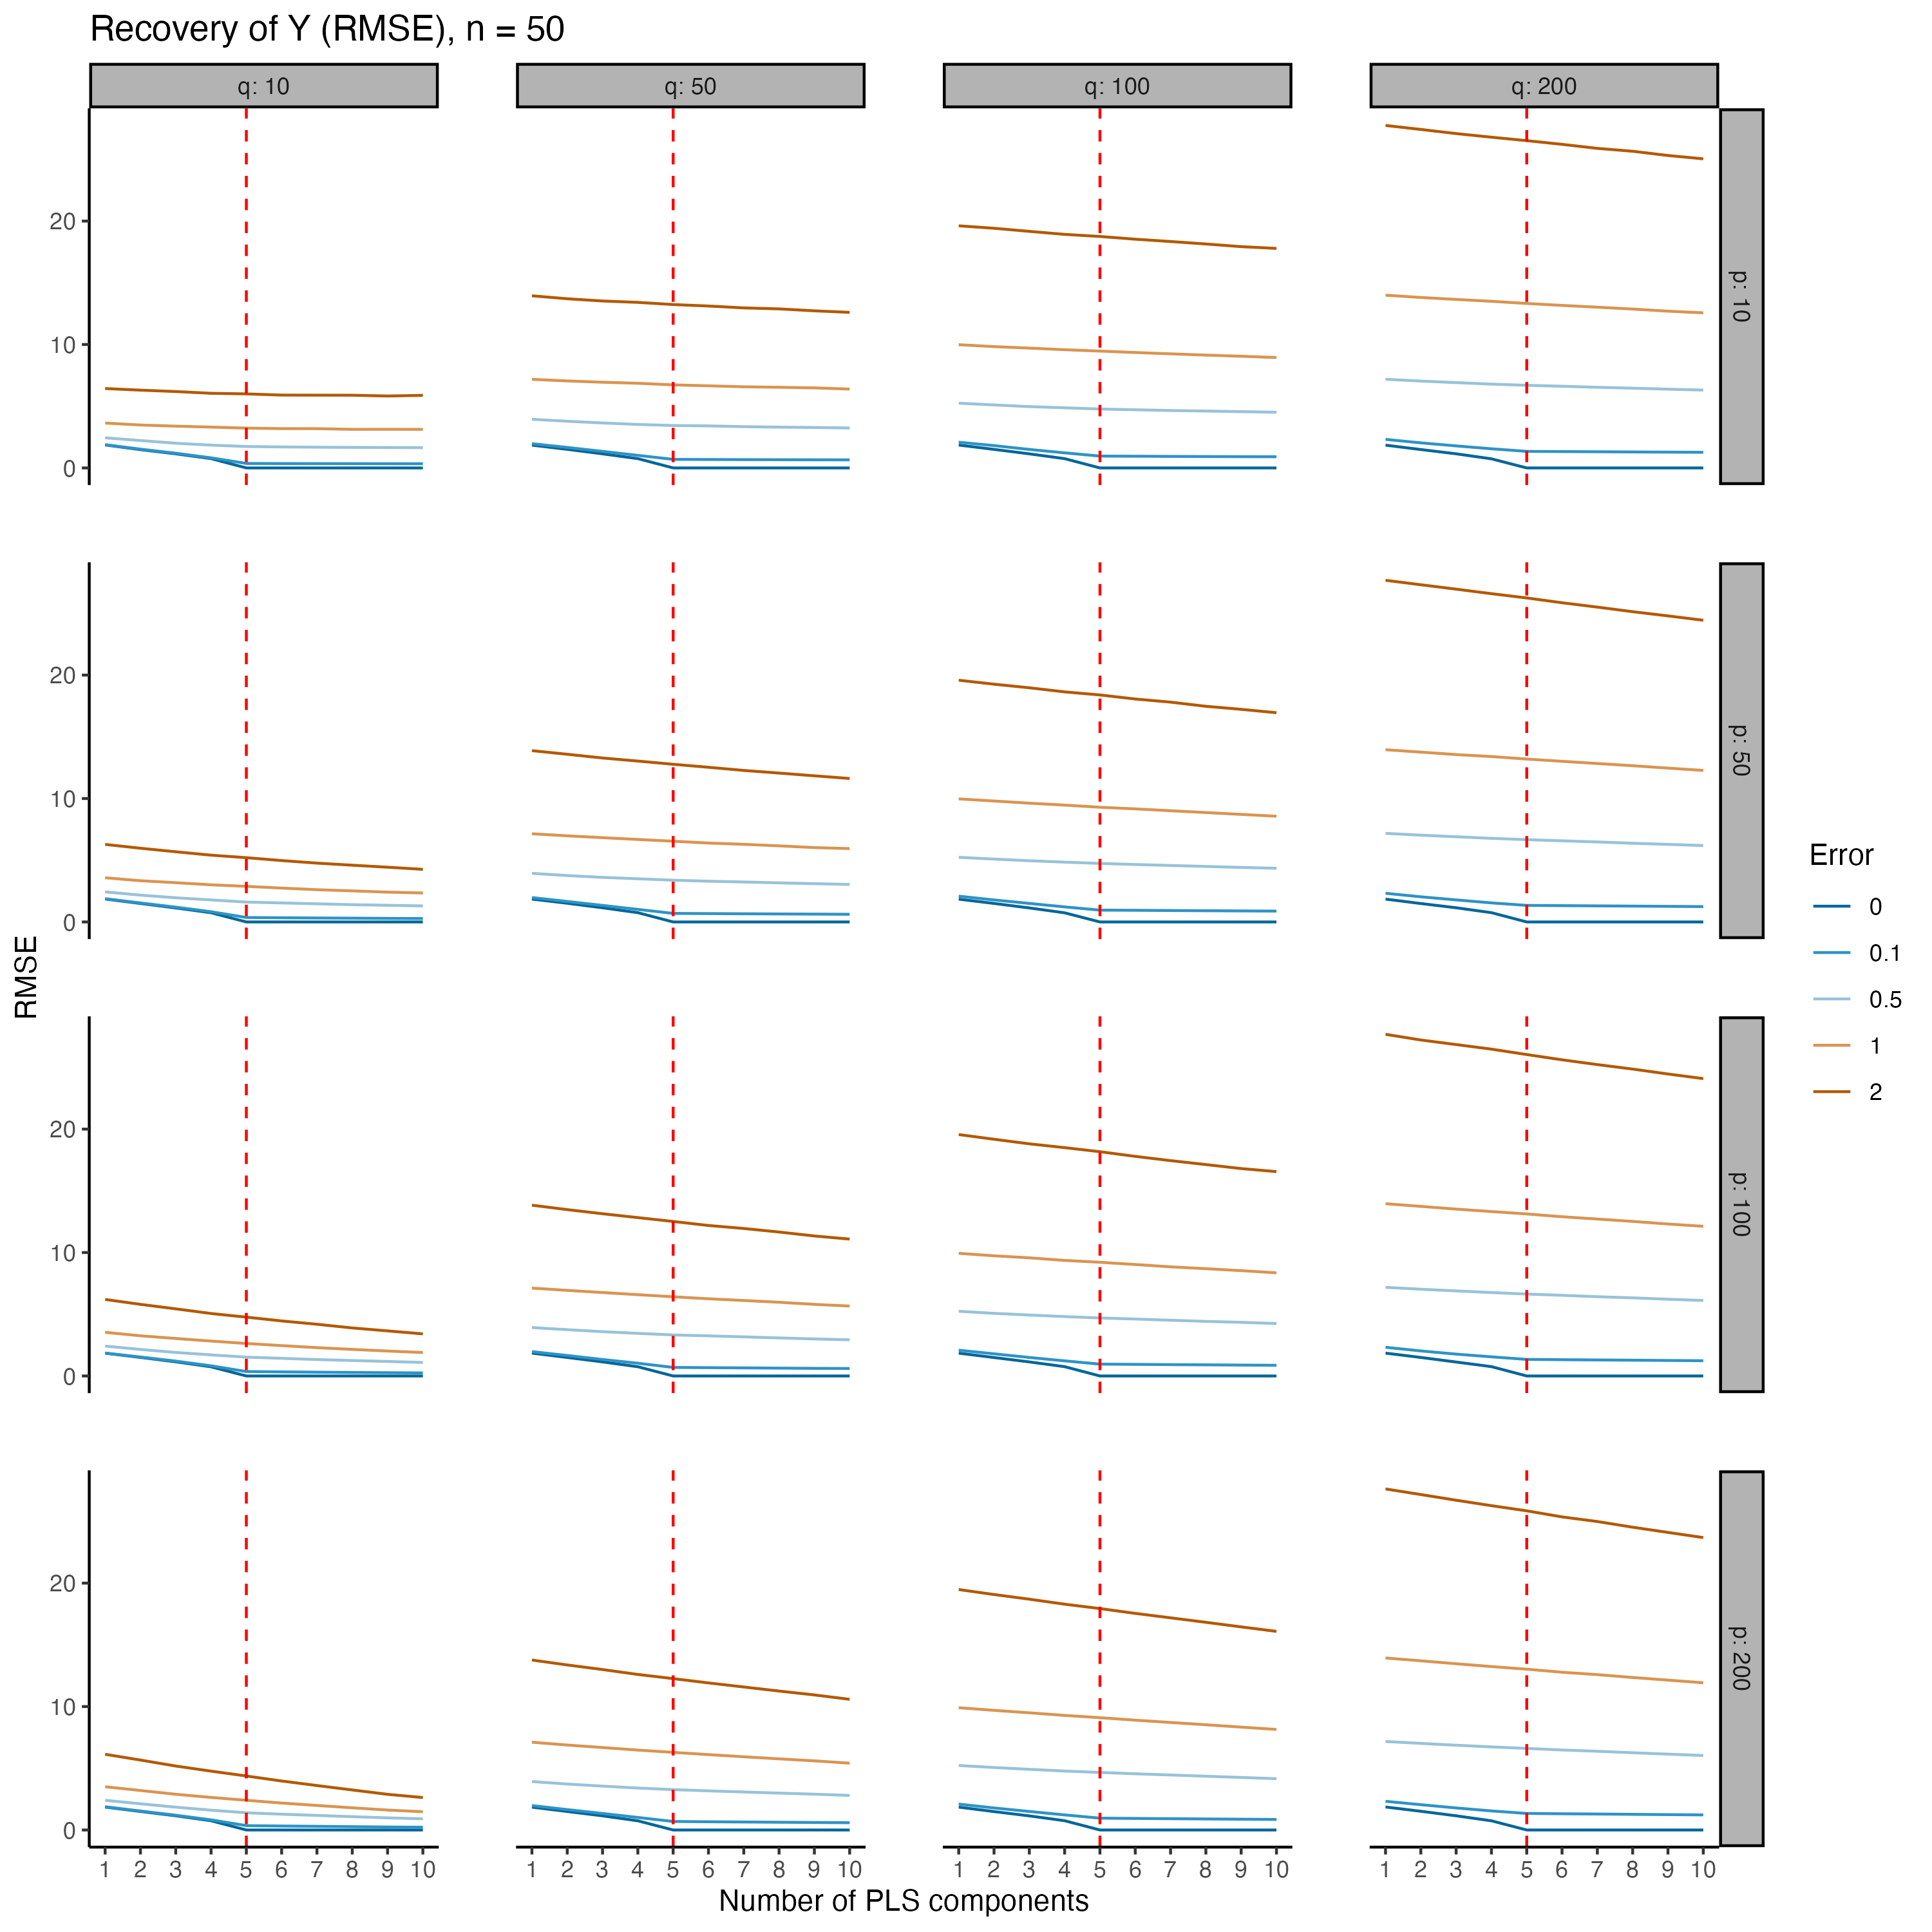 Recovery of Y (RMSE), n = 50
q: 10
q: 50
q: 100
q: 200
20
10
0
p: 10
20
10
0
p: 50
20
10
0
p: 100
20
10
0
p: 200
RMSE
1 2 3 4 5 6 7 8 9 10
1 2 3 4 5 6 7 8 9 10
1 2 3 4 5 6 7 8 9 10
1 2 3 4 5 6 7 8 9 10
Number of PLS components
Error
0
0.1
0.5
1
2